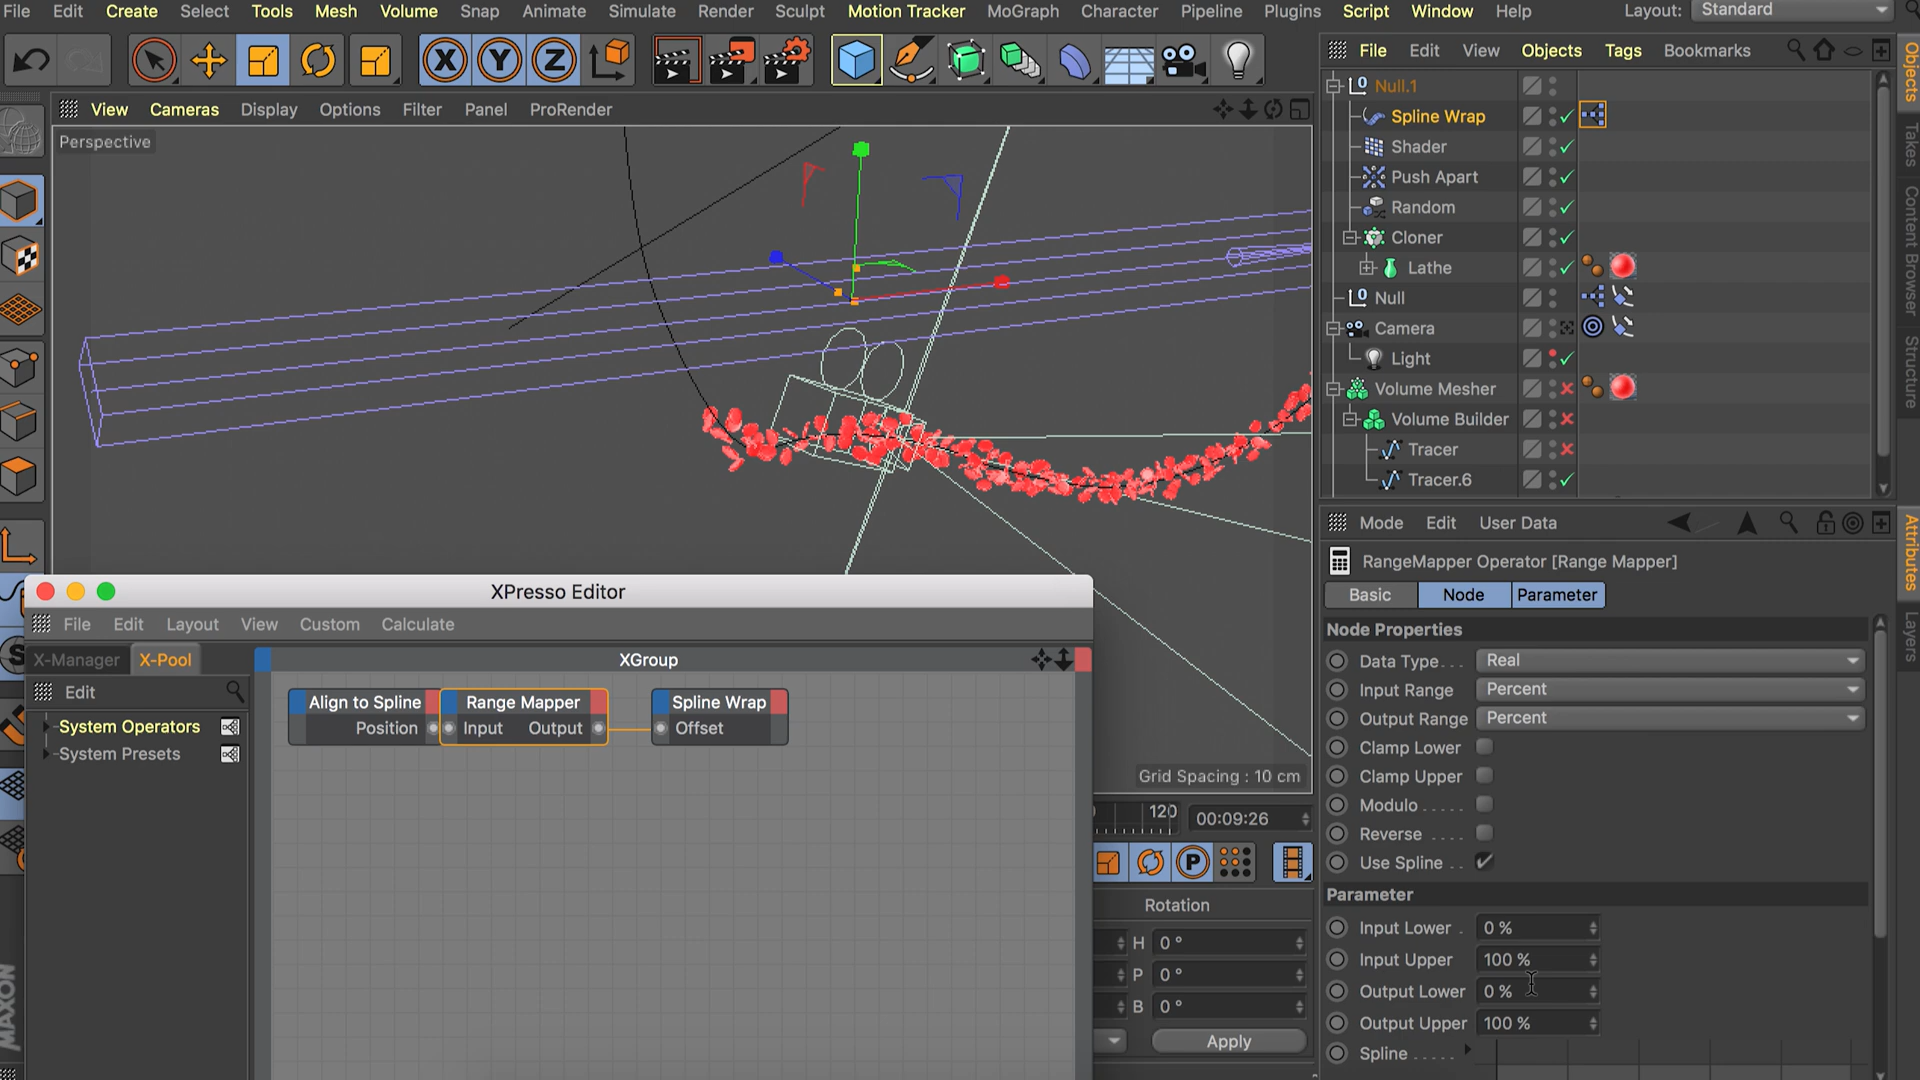 File Edit Create Select Tools Mesh Volume Snap Animate Simulate Render Sculpt Motion Tracker MoGraph Character Pipeline Plugins Script Window Help Layout: Standard
File Edit View Objects Tags Bookmarks
View Cameras Display Options Filter Panel ProRender
Perspective
Null.1
Spline Wrap
Shader
Push Apart
Random
Cloner
Lathe
Null
Camera
Light
Volume Mesher
Volume Builder
Tracer
Tracer.6
Objects
Takes
Content Browser
Structure
Mode Edit User Data
RangeMapper Operator [Range Mapper]
Basic Node Parameter
Node Properties
Data Type... Real
Input Range Percent
Output Range Percent
Clamp Lower
Clamp Upper
Modulo .....
Reverse ....
Use Spline ..
Parameter
Input Lower . 0 %
Input Upper 100 %
Output Lower 0 %
Output Upper 100 %
Spline .....
Attributes
Layers
XPresso Editor
File Edit Layout View Custom Calculate
X-Manager X-Pool
XGroup
Edit
System Operators
System Presets
Align to Spline
Position
Range Mapper
Input Output
Spline Wrap
Offset
Grid Spacing : 10 cm
120 00:09:26
P
Rotation
H 0 °
P 0 °
B 0 °
Apply
X Y Z
MAXON